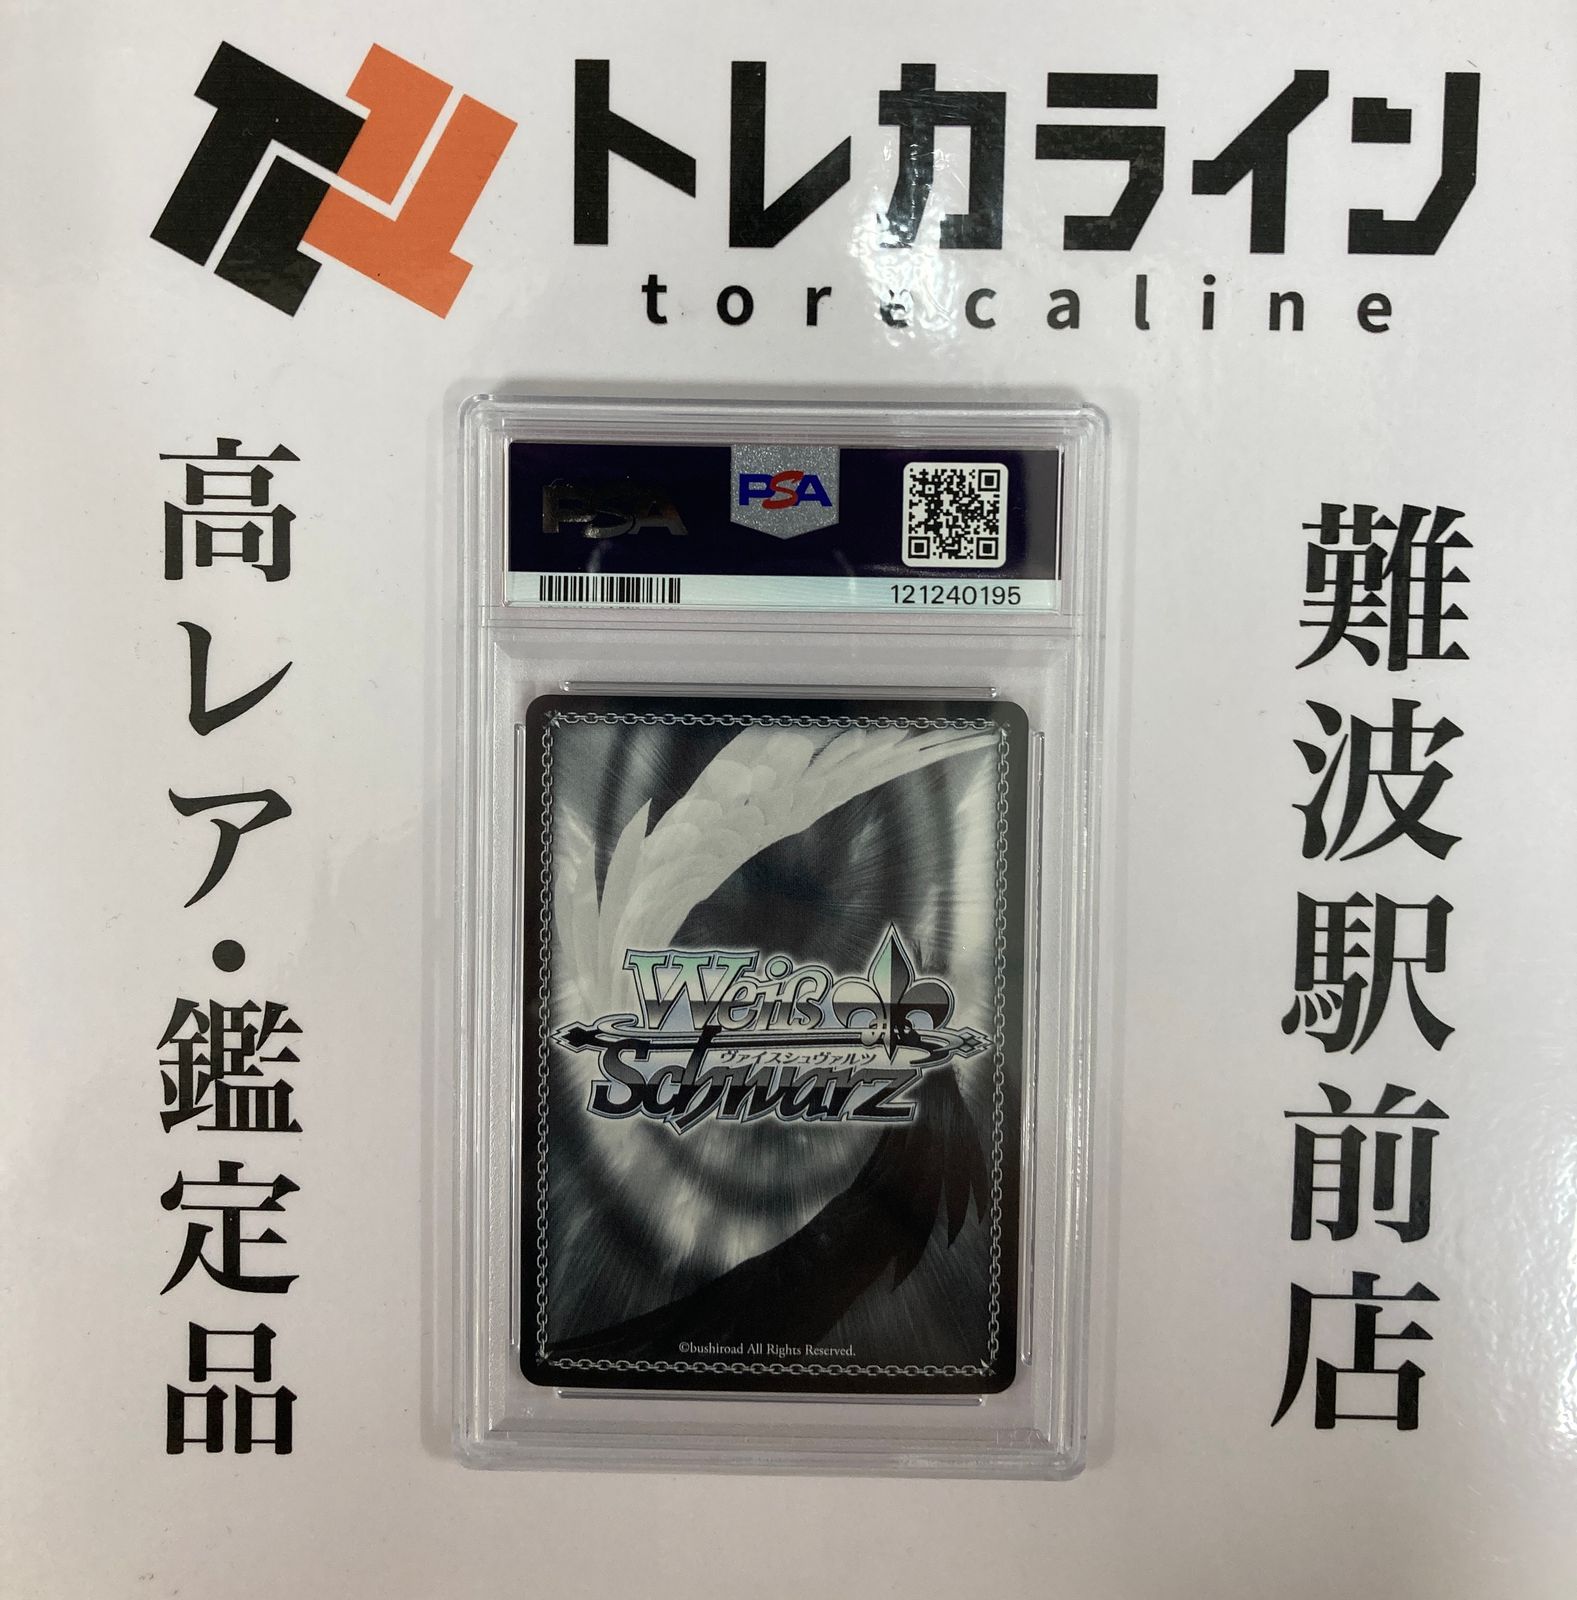 トレカライン
torecaline
高レア・鑑定品
難波駅前店
PSA
PSA
121240195
Weiß
ヴァイスシュヴァルツ
Schwarz
©bushiroad All Rights Reserved.